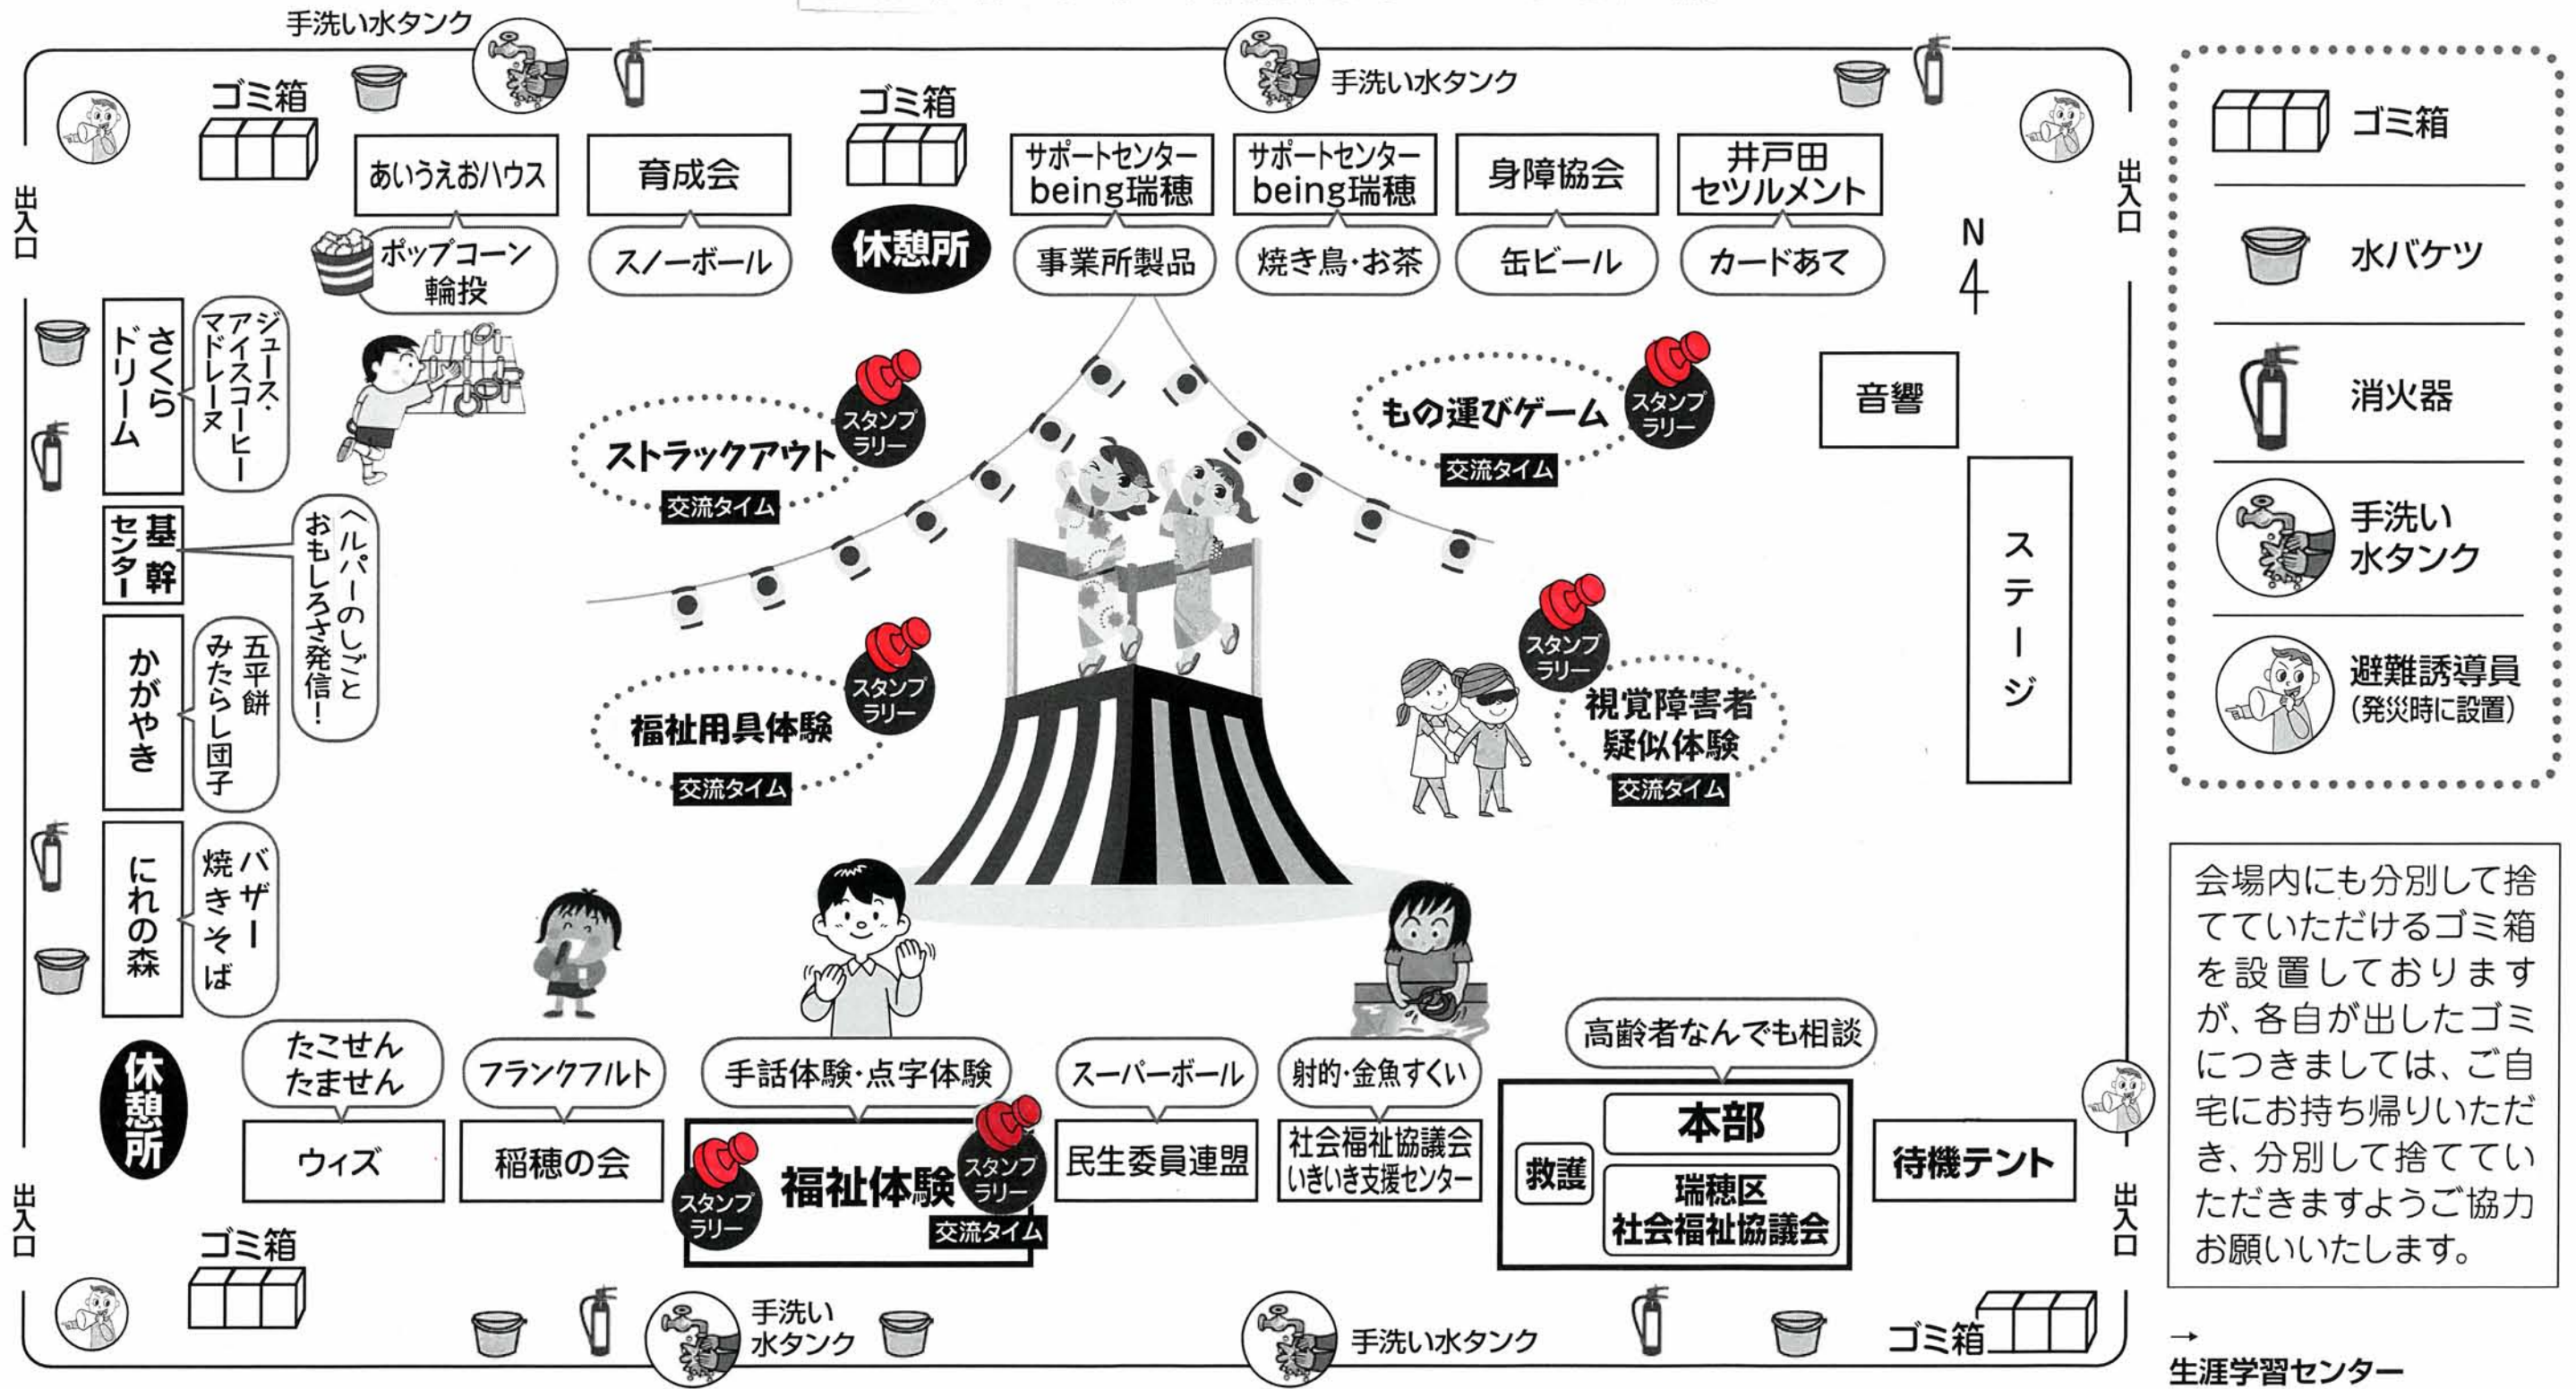 手洗い水タンク
手洗い水タンク
ゴミ箱
ゴミ箱
出入口
出入口
あいうえおハウス
ポップコーン
輪投
育成会
スノーボール
休憩所
サポートセンター
being瑞穂
事業所製品
サポートセンター
being瑞穂
焼き鳥・お茶
身障協会
缶ビール
井戸田
セツルメント
カードあて
N
さくら
ドリーム
ジュース・
アイスコーヒー
マドレーヌ
基幹
センター
ヘルパーのしごと
おもしろさ発信!
かがやき
五平餅
みたらし団子
にれの森
バザー
焼きそば
休憩所
ストラックアウト
スタンプ
ラリー
交流タイム
もの運びゲーム
スタンプ
ラリー
交流タイム
音響
ステージ
福祉用具体験
スタンプ
ラリー
交流タイム
スタンプ
ラリー
視覚障害者
疑似体験
交流タイム
たこせん
たません
ウィズ
フランクフルト
稲穂の会
手話体験・点字体験
スタンプ
ラリー
福祉体験
スタンプ
ラリー
交流タイム
スーパーボール
民生委員連盟
射的・金魚すくい
社会福祉協議会
いきいき支援センター
高齢者なんでも相談
救護
本部
瑞穂区
社会福祉協議会
待機テント
出入口
出入口
ゴミ箱
手洗い
水タンク
手洗い水タンク
ゴミ箱
ゴミ箱
水バケツ
消火器
手洗い
水タンク
避難誘導員
(発災時に設置)
会場内にも分別して捨
てていただけるゴミ箱
を設置しております
が、各自が出したゴミ
につきましては、ご自
宅にお持ち帰りいただ
き、分別して捨ててい
ただきますようご協力
お願いいたします。
→
生涯学習センター